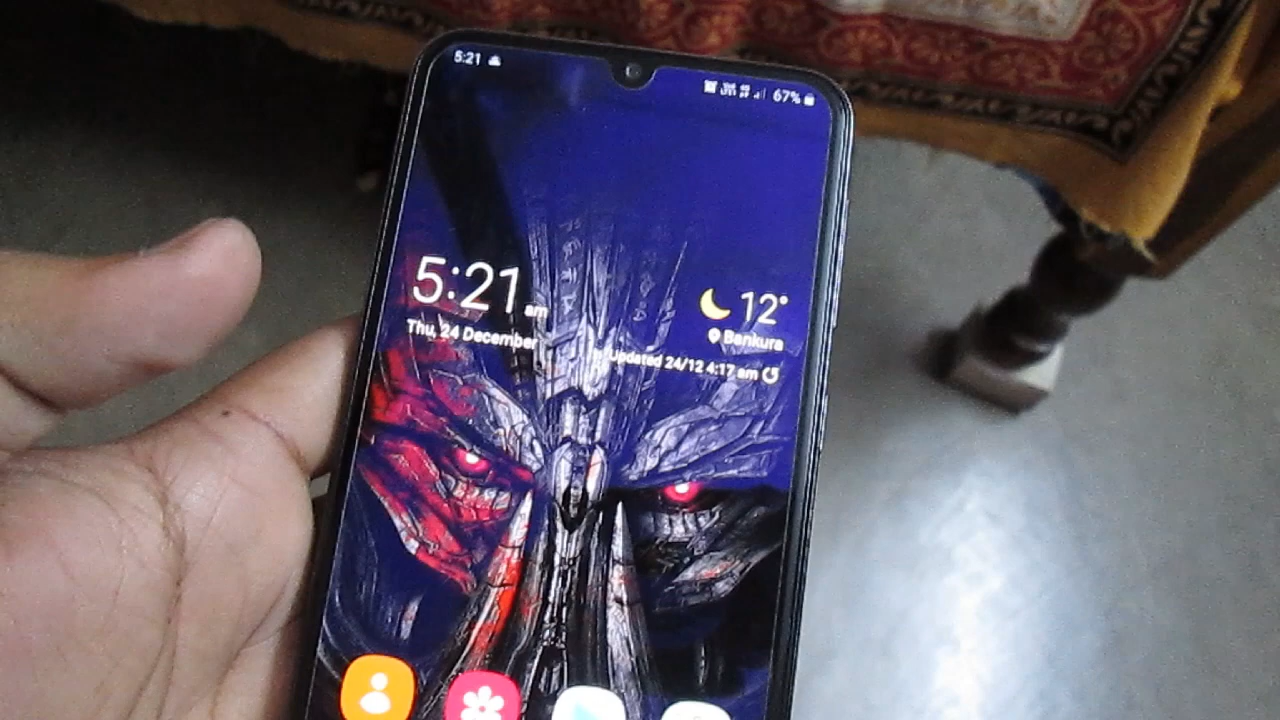 5:21
67%
5:21 am
Thu, 24 December
12°
Bankura
Updated 24/12 4:17 am